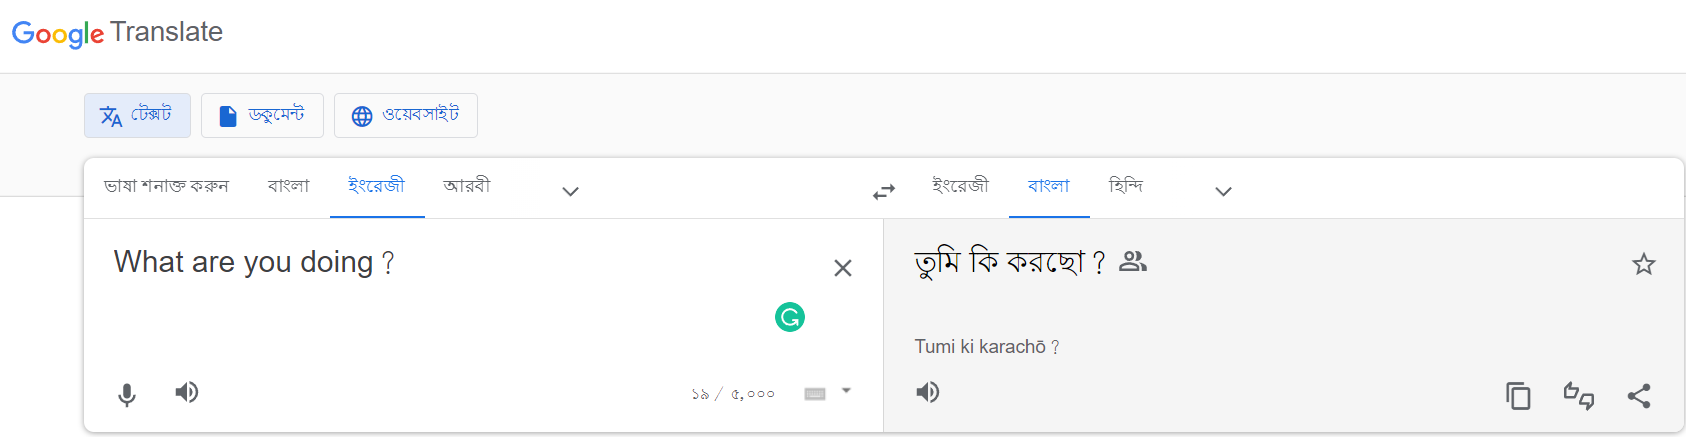 Google Translate
টেক্সট ডকুমেন্ট ওয়েবসাইট
ভাষা শনাক্ত করুন বাংলা ইংরেজী আরবী ইংরেজী বাংলা হিন্দি
What are you doing ?
তুমি কি করছো ?
Tumi ki karachō ?
১৯ / ৫,০০০